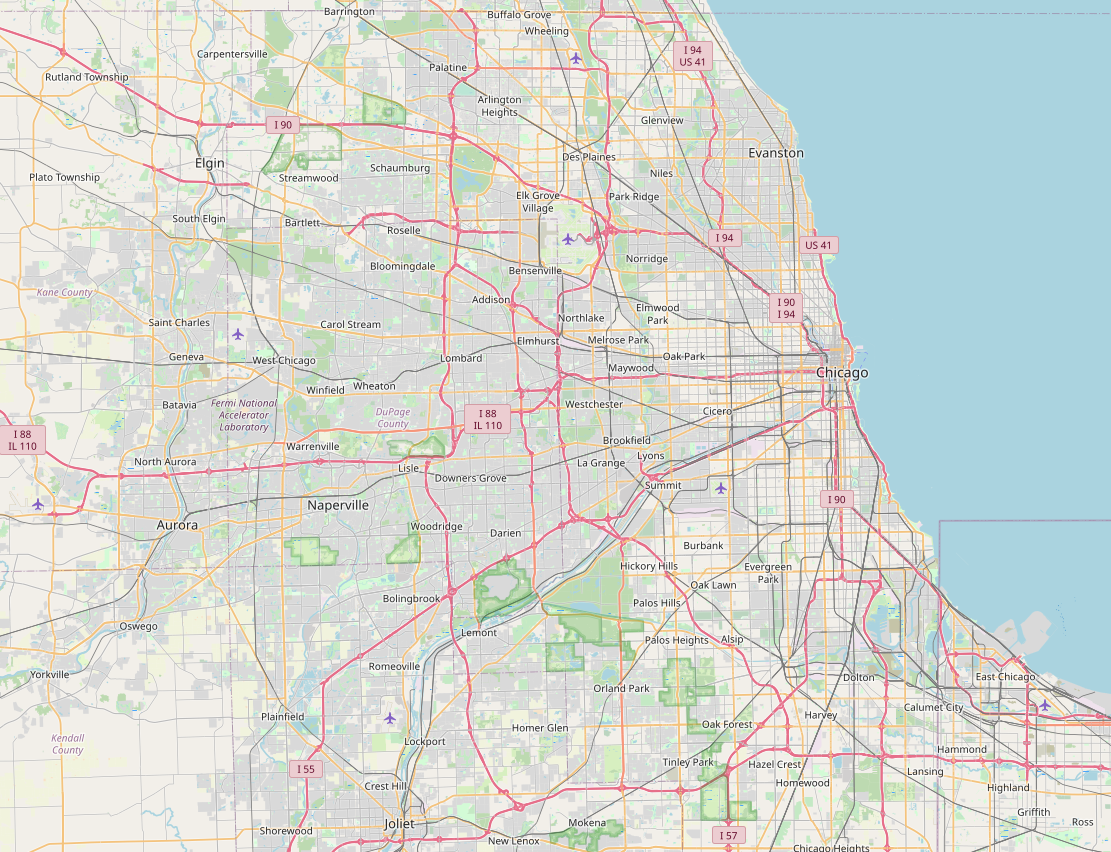 Barrington
Buffalo Grove
Wheeling
I 94
US 41
Carpentersville
Palatine
Rutland Township
Arlington
Heights
Glenview
I 90
Evanston
Elgin
Des Plaines
Schaumburg
Niles
Plato Township
Streamwood
Elk Grove
Village
Park Ridge
South Elgin
Bartlett
Roselle
I 94
US 41
Norridge
Bloomingdale
Bensenville
Kane County
Addison
I 90
I 94
Elmwood
Park
Northlake
Saint Charles
Carol Stream
Elmhurst
Melrose Park
Geneva
West Chicago
Lombard
Oak Park
Maywood
Chicago
Winfield
Wheaton
Batavia
Fermi National
Accelerator
Laboratory
DuPage
County
I 88
IL 110
Westchester
Cicero
I 88
IL 110
Warrenville
Brookfield
Lyons
North Aurora
Lisle
La Grange
Downers Grove
Summit
I 90
Naperville
Aurora
Woodridge
Darien
Burbank
Hickory Hills
Evergreen
Park
Oak Lawn
Bolingbrook
Palos Hills
Oswego
Lemont
Palos Heights
Alsip
Romeoville
Yorkville
Dolton
East Chicago
Orland Park
Plainfield
Harvey
Calumet City
Homer Glen
Oak Forest
Kendall
County
Lockport
Hammond
Tinley Park
Hazel Crest
I 55
Lansing
Crest Hill
Homewood
Highland
Griffith
Joliet
Mokena
Ross
Shorewood
I 57
New Lenox
Chicago Heights